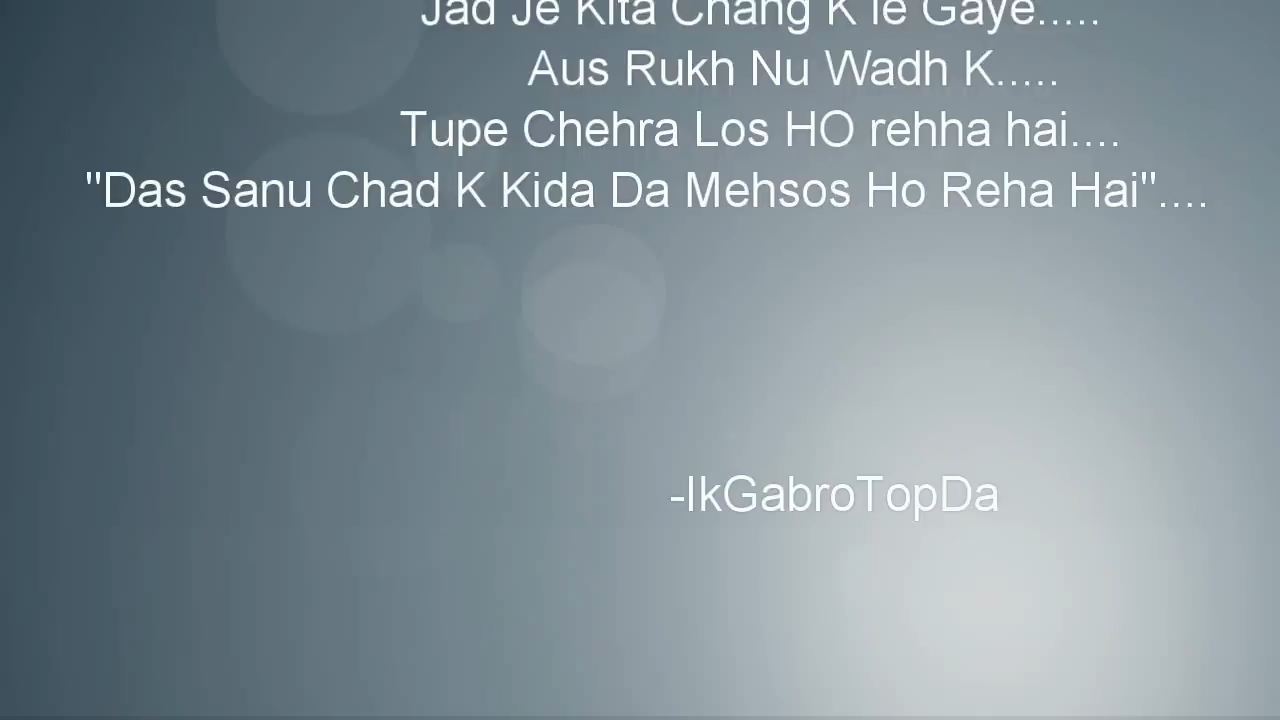 Jad Je Kita Chang K le Gaye.....
Aus Rukh Nu Wadh K.....
Tupe Chehra Los HO rehha hai....
"Das Sanu Chad K Kida Da Mehsos Ho Reha Hai"....
-IkGabroTopDa